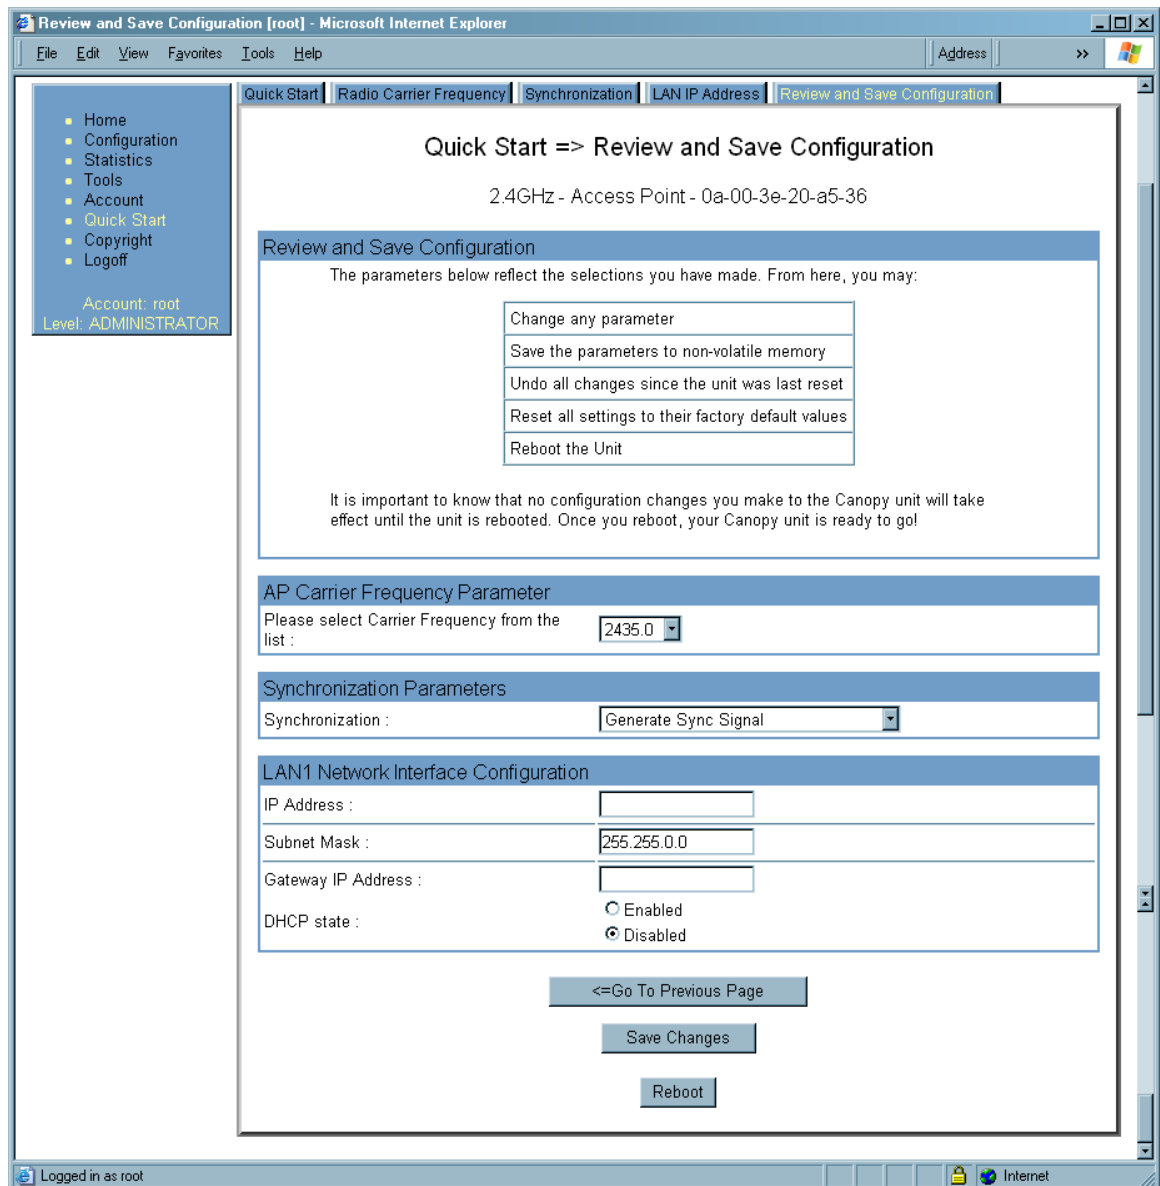 Review and Save Configuration [root] - Microsoft Internet Explorer
File Edit View Favorites Tools Help Address »
Quick Start Radio Carrier Frequency Synchronization LAN IP Address Review and Save Configuration
Home
Configuration
Statistics
Tools
Account
Quick Start
Copyright
Logoff
Account: root
Level: ADMINISTRATOR
Quick Start => Review and Save Configuration
2.4GHz - Access Point - 0a-00-3e-20-a5-36
Review and Save Configuration
The parameters below reflect the selections you have made. From here, you may:
Change any parameter
Save the parameters to non-volatile memory
Undo all changes since the unit was last reset
Reset all settings to their factory default values
Reboot the Unit
It is important to know that no configuration changes you make to the Canopy unit will take
effect until the unit is rebooted. Once you reboot, your Canopy unit is ready to go!
AP Carrier Frequency Parameter
Please select Carrier Frequency from the
list : 2435.0
Synchronization Parameters
Synchronization : Generate Sync Signal
LAN1 Network Interface Configuration
IP Address :
Subnet Mask : 255.255.0.0
Gateway IP Address :
DHCP state : Enabled
Disabled
<=Go To Previous Page
Save Changes
Reboot
Logged in as root Internet